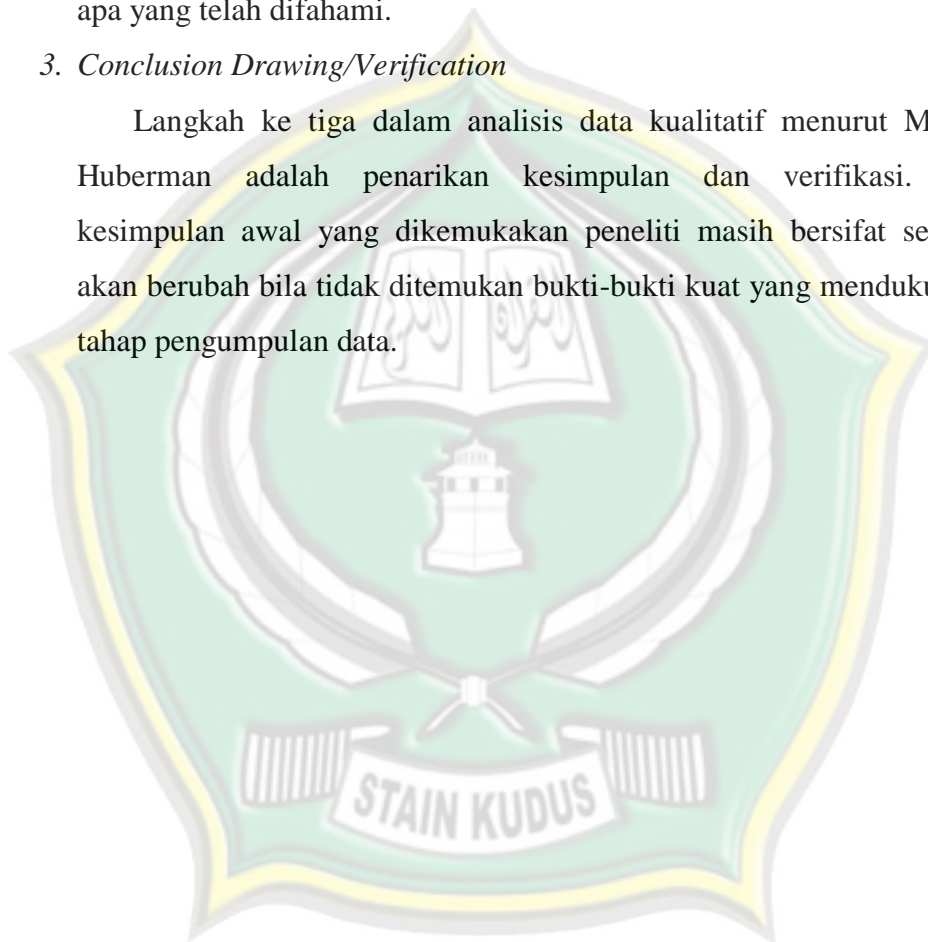 apa yang telah difahami.
3. Conclusion Drawing/Verification
Langkah ke tiga dalam analisis data kualitatif menurut M
Huberman adalah penarikan kesimpulan dan verifikasi.
kesimpulan awal yang dikemukakan peneliti masih bersifat se
akan berubah bila tidak ditemukan bukti-bukti kuat yang menduku
tahap pengumpulan data.
STAIN KUDUS